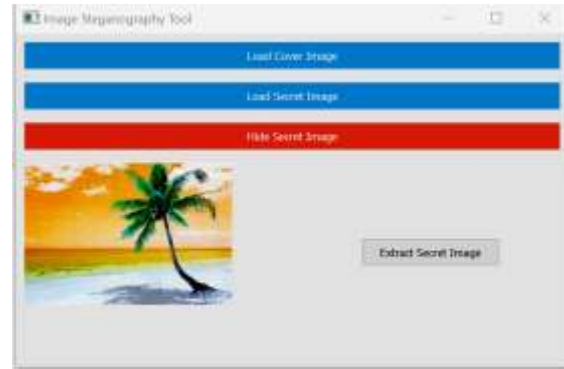 Image Steganography Tool
Load Cover Image
Load Secret Image
Hide Secret Image
Extract Secret Image